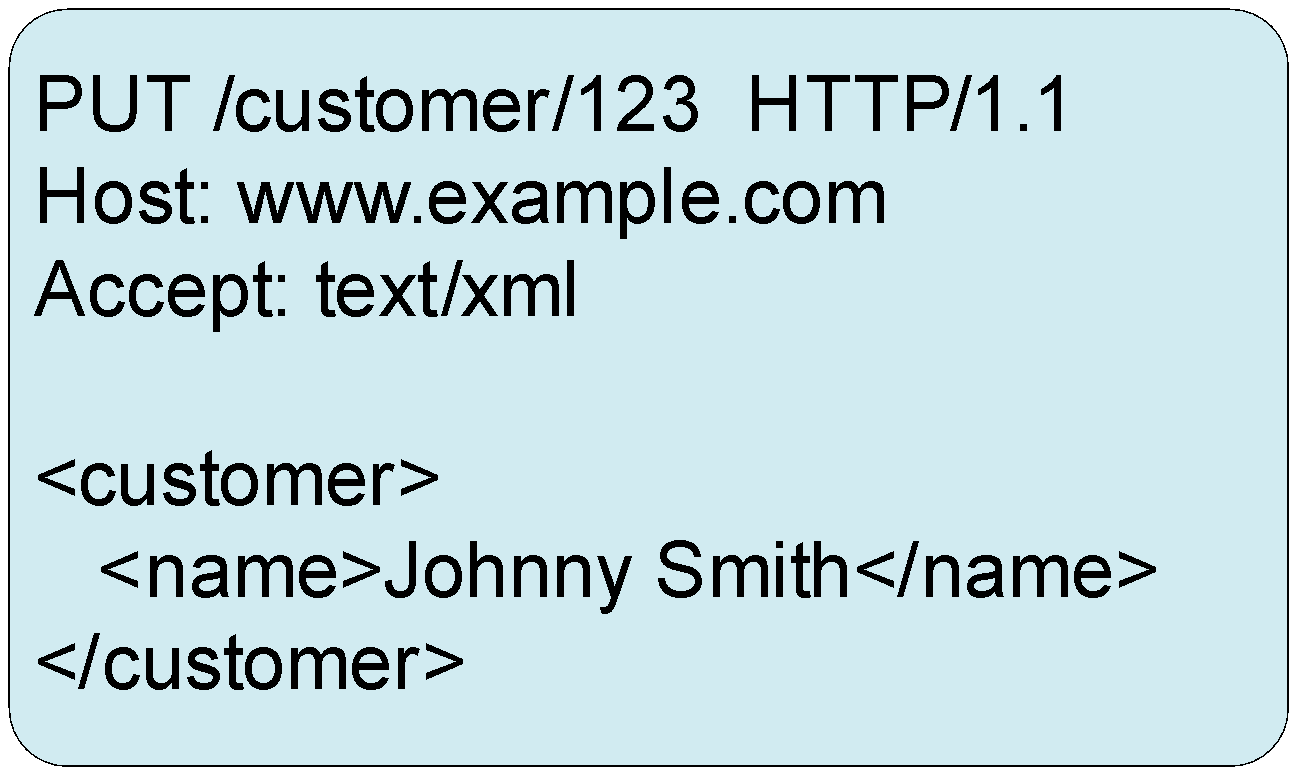 PUT /customer/123  HTTP/1.1
Host: www.example.com
Accept: text/xml

<customer>
  <name>Johnny Smith</name>
</customer>